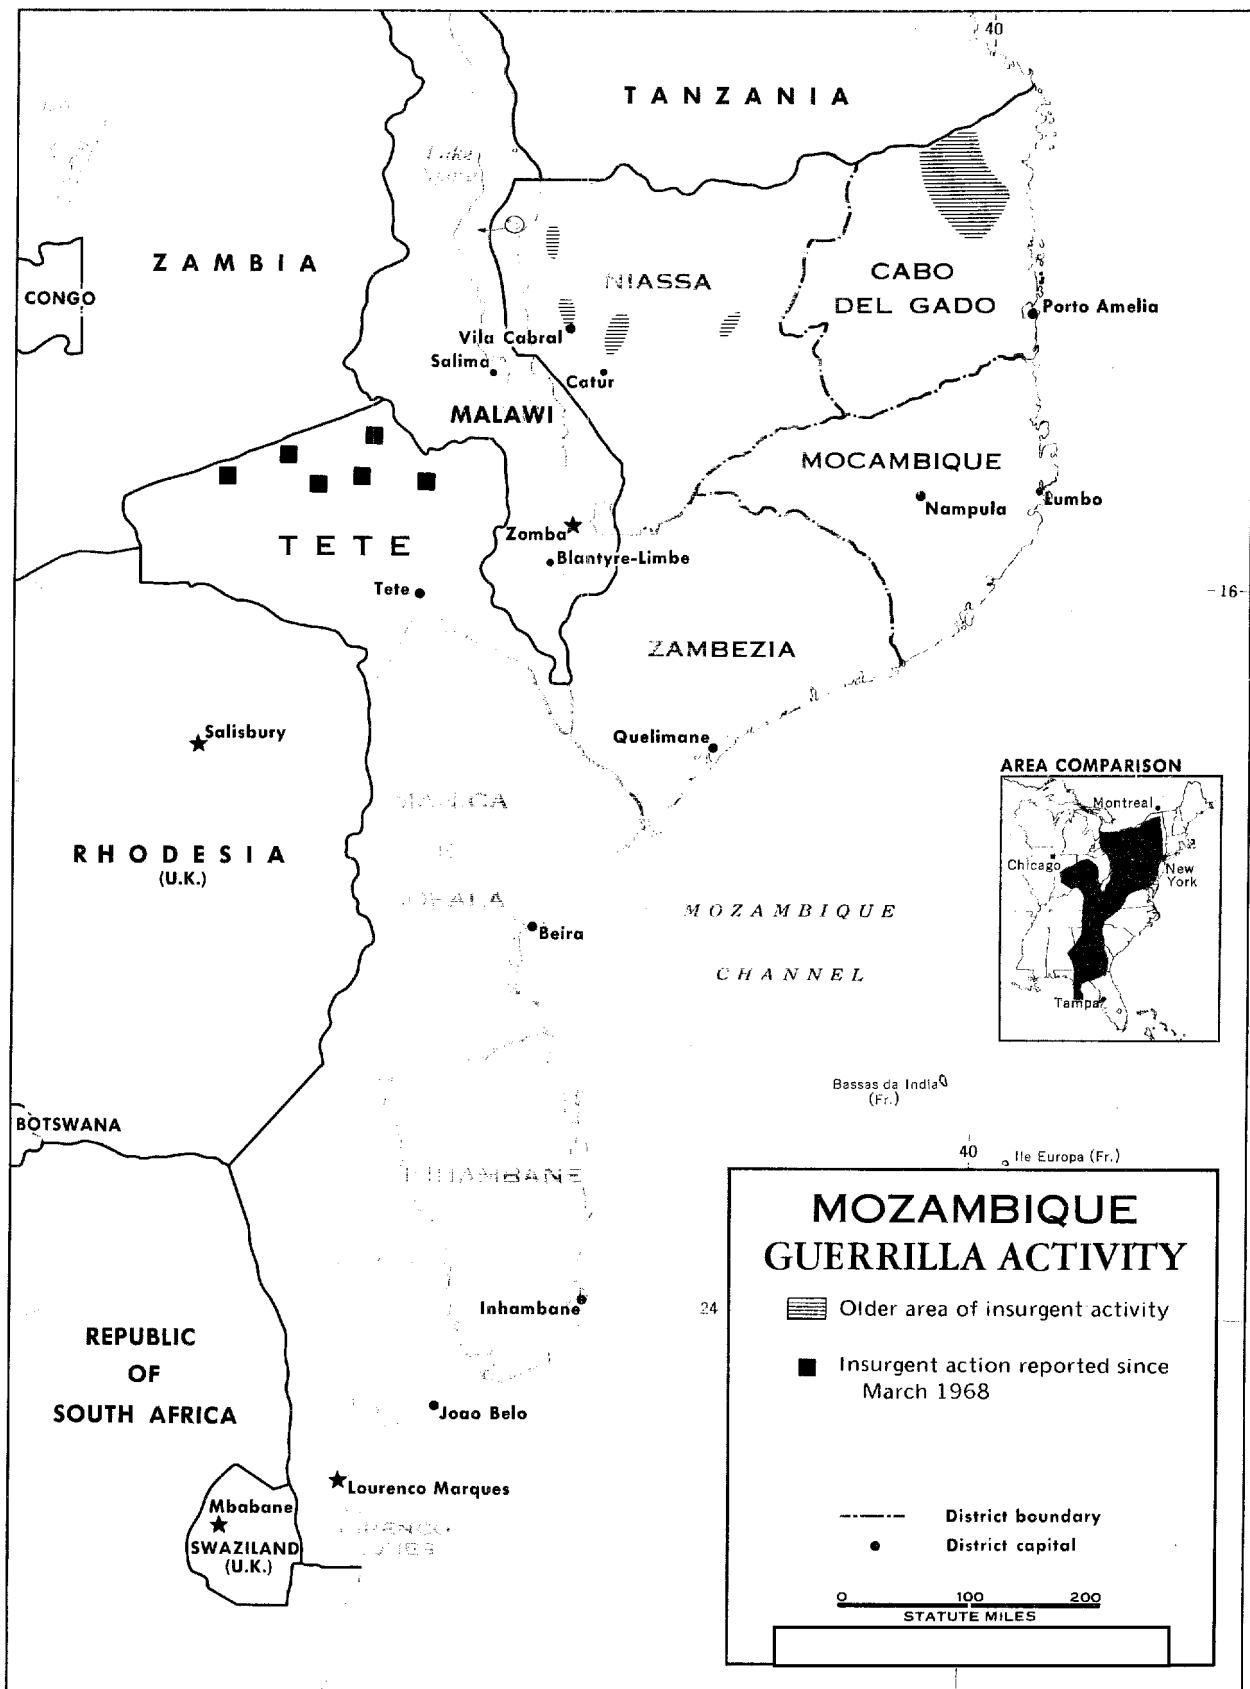 40
TANZANIA
Lake
ZAMBIA
CONGO
NIASSA
CABO
DEL GADO
Porto Amelia
Vila Cabral
Salima
Catur
MALAWI
MOCAMBIQUE
Nampula
Lumbo
TETE
Zomba
Blantyre-Limbe
Tete
-16-
ZAMBEZIA
Salisbury
Quelimane
AREA COMPARISON
Montreal
Chicago
New
York
Tampa
MANICA
E
SOFALA
RHODESIA
(U.K.)
MOZAMBIQUE
CHANNEL
Beira
Bassas da India
(Fr.)
BOTSWANA
40
Ile Europa (Fr.)
INHAMBANE
Inhambane
24
REPUBLIC
OF
SOUTH AFRICA
Joao Belo
Lourenco Marques
Mbabane
SWAZILAND
(U.K.)
MOZAMBIQUE
GUERRILLA ACTIVITY
Older area of insurgent activity
Insurgent action reported since
March 1968
District boundary
District capital
0 100 200
STATUTE MILES